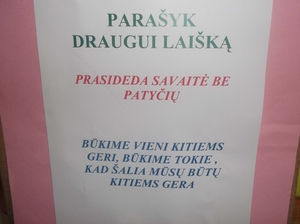 PARAŠYK
DRAUGUI LAIŠKĄ
PRASIDEDA SAVAITĖ BE
PATYČIŲ
BŪKIME VIENI KITIEMS
GERI, BŪKIME TOKIE ,
KAD ŠALIA MŪSŲ BŪTŲ
KITIEMS GERA